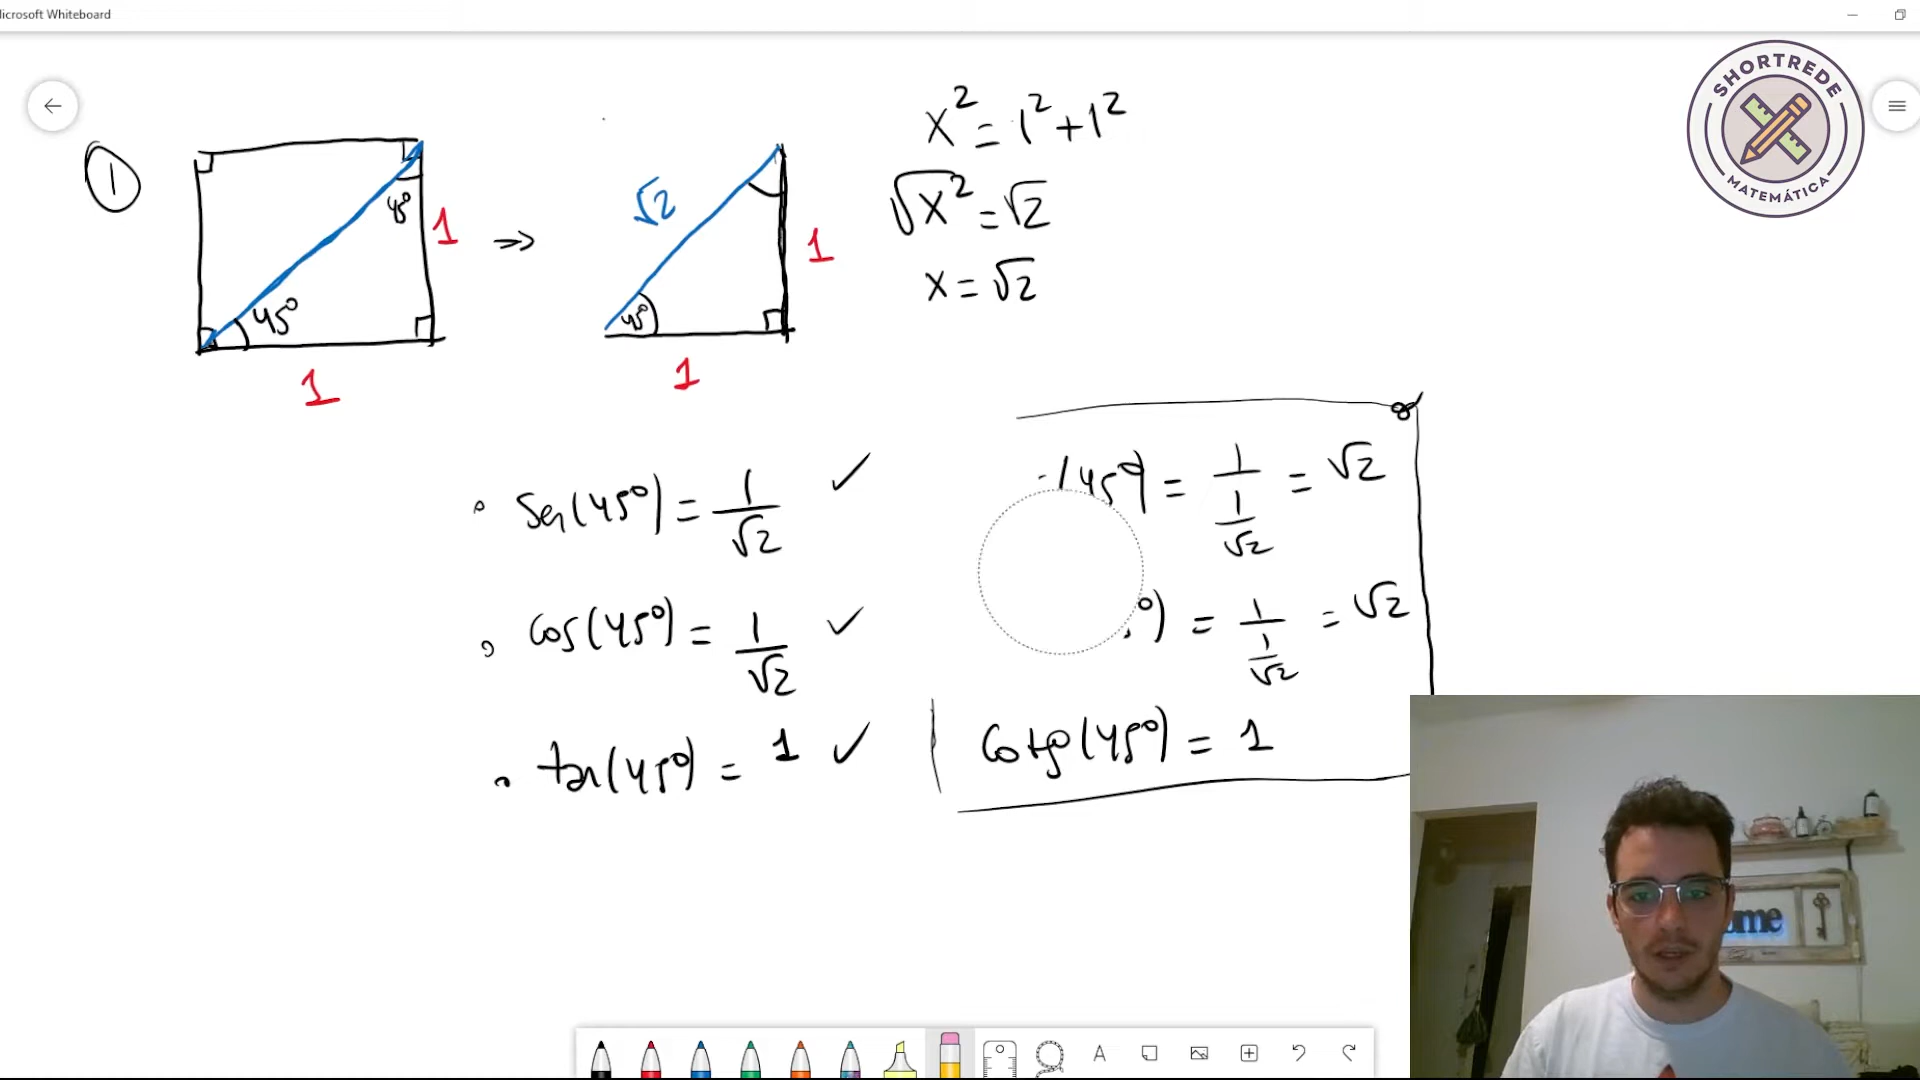 icrosoft Whiteboard
SHORTREDE
MATEMÁTICA
1
45°
45°
1
1
⇒
√2
45°
1
1
x² = 1² + 1²
√x² = √2
x = √2
• Sen(45°) = 1/√2 ✓
• Cos(45°) = 1/√2 ✓
• tan(45°) = 1 ✓
(45°) = 1/(1/√2) = √2
°) = 1/(1/√2) = √2
Cotg(45°) = 1
ome
A